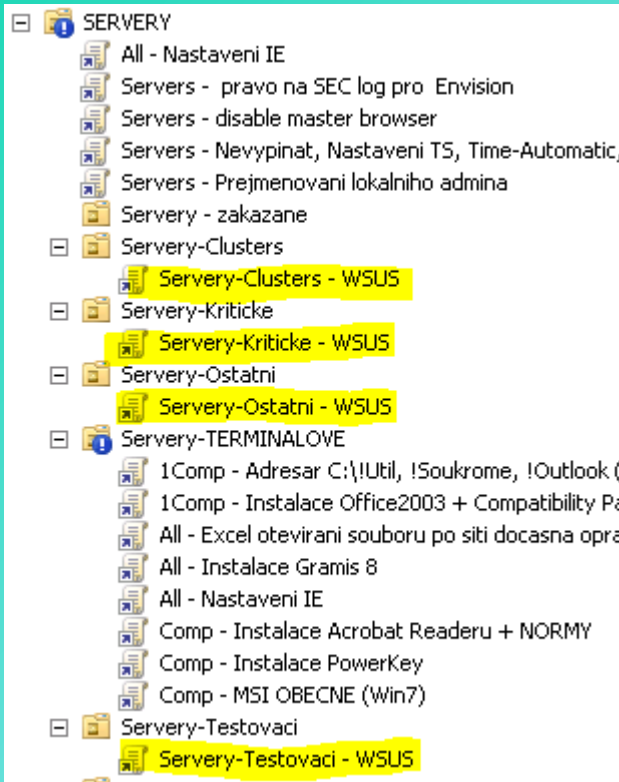 SERVERY
All - Nastaveni IE
Servers - pravo na SEC log pro Envision
Servers - disable master browser
Servers - Nevypinat, Nastaveni TS, Time-Automatic,
Servers - Prejmenovani lokalniho admina
Servery - zakazane
Servery-Clusters
Servery-Clusters - WSUS
Servery-Kriticke
Servery-Kriticke - WSUS
Servery-Ostatni
Servery-Ostatni - WSUS
Servery-TERMINALOVE
1Comp - Adresar C:\!Util, !Soukrome, !Outlook (
1Comp - Instalace Office2003 + Compatibility Pa
All - Excel otevirani souboru po siti docasna opra
All - Instalace Gramis 8
All - Nastaveni IE
Comp - Instalace Acrobat Readeru + NORMY
Comp - Instalace PowerKey
Comp - MSI OBECNE (Win7)
Servery-Testovaci
Servery-Testovaci - WSUS